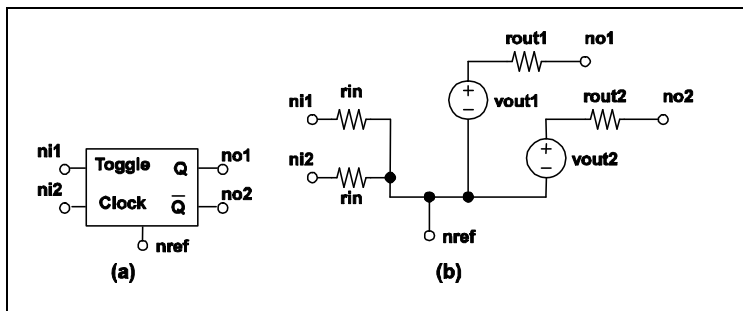 ni1
ni2
Toggle Q
Clock Q̅
no1
no2
nref
(a)
rout1 no1
rin
ni1
vout1
rout2 no2
ni2
rin
vout2
nref
(b)
+
−
+
−